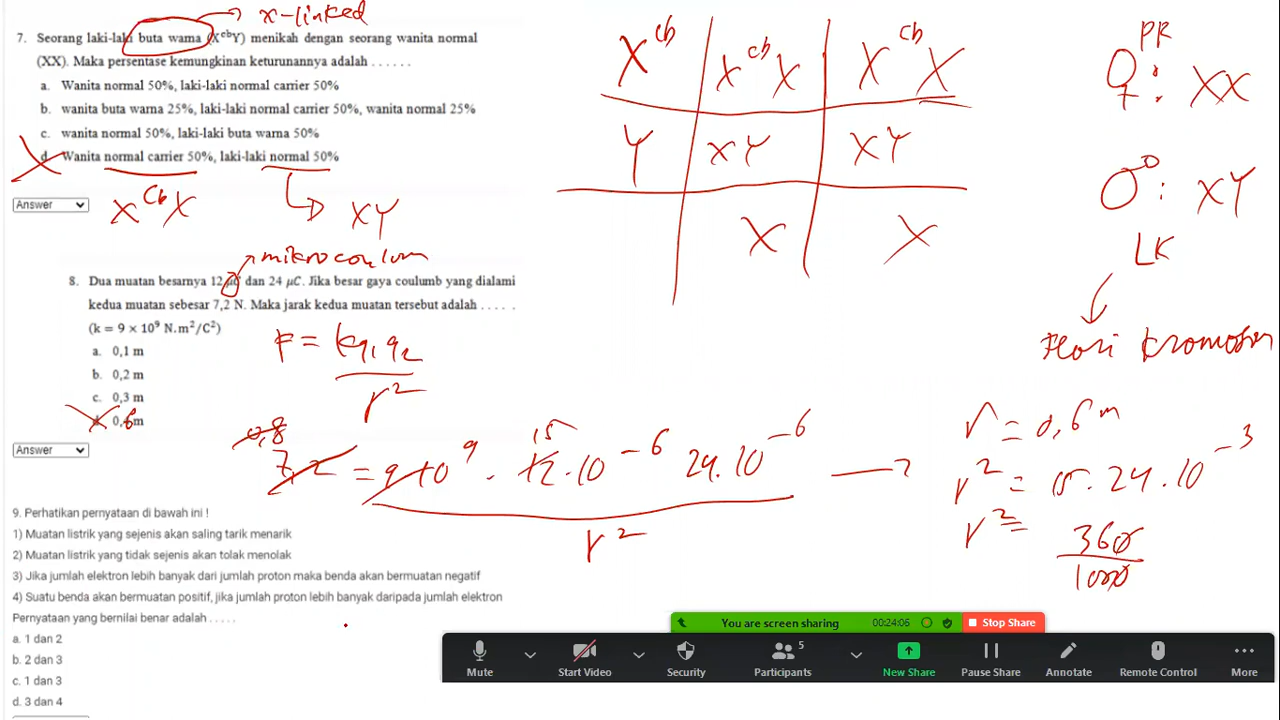 x-linked
7. Seorang laki-laki buta warna (X^cbY) menikah dengan seorang wanita normal
(XX). Maka persentase kemungkinan keturunannya adalah . . . . . .
a. Wanita normal 50%, laki-laki normal carrier 50%
b. wanita buta warna 25%, laki-laki normal carrier 50%, wanita normal 25%
c. wanita normal 50%, laki-laki buta warna 50%
d. Wanita normal carrier 50%, laki-laki normal 50%
Answer
X^cb X
XY
X^cb X^cb X X^cb X
Y XY XY
X X
PR
♀ : XX
♂ : XY
LK
Teori kromosom
mikrocoulum
8. Dua muatan besarnya 12 μC dan 24 μC. Jika besar gaya coulumb yang dialami
kedua muatan sebesar 7,2 N. Maka jarak kedua muatan tersebut adalah . . . . .
(k = 9 × 10⁹ N.m²/C²)
a. 0,1 m
b. 0,2 m
c. 0,3 m
d. 0,6m
Answer
F = kq₁q₂
r²
0,8
7,2 = 9.10⁹ . 12.10⁻⁶ 24.10⁻⁶
15
r²
r = 0,6 m
r² = 15.24.10⁻³
r² = 360
1000
9. Perhatikan pernyataan di bawah ini !
1) Muatan listrik yang sejenis akan saling tarik menarik
2) Muatan listrik yang tidak sejenis akan tolak menolak
3) Jika jumlah elektron lebih banyak dari jumlah proton maka benda akan bermuatan negatif
4) Suatu benda akan bermuatan positif, jika jumlah proton lebih banyak daripada jumlah elektron
Pernyataan yang bernilai benar adalah . . . . .
a. 1 dan 2
b. 2 dan 3
c. 1 dan 3
d. 3 dan 4
You are screen sharing 00:24:06 Stop Share
Mute Start Video Security Participants 5 New Share Pause Share Annotate Remote Control More